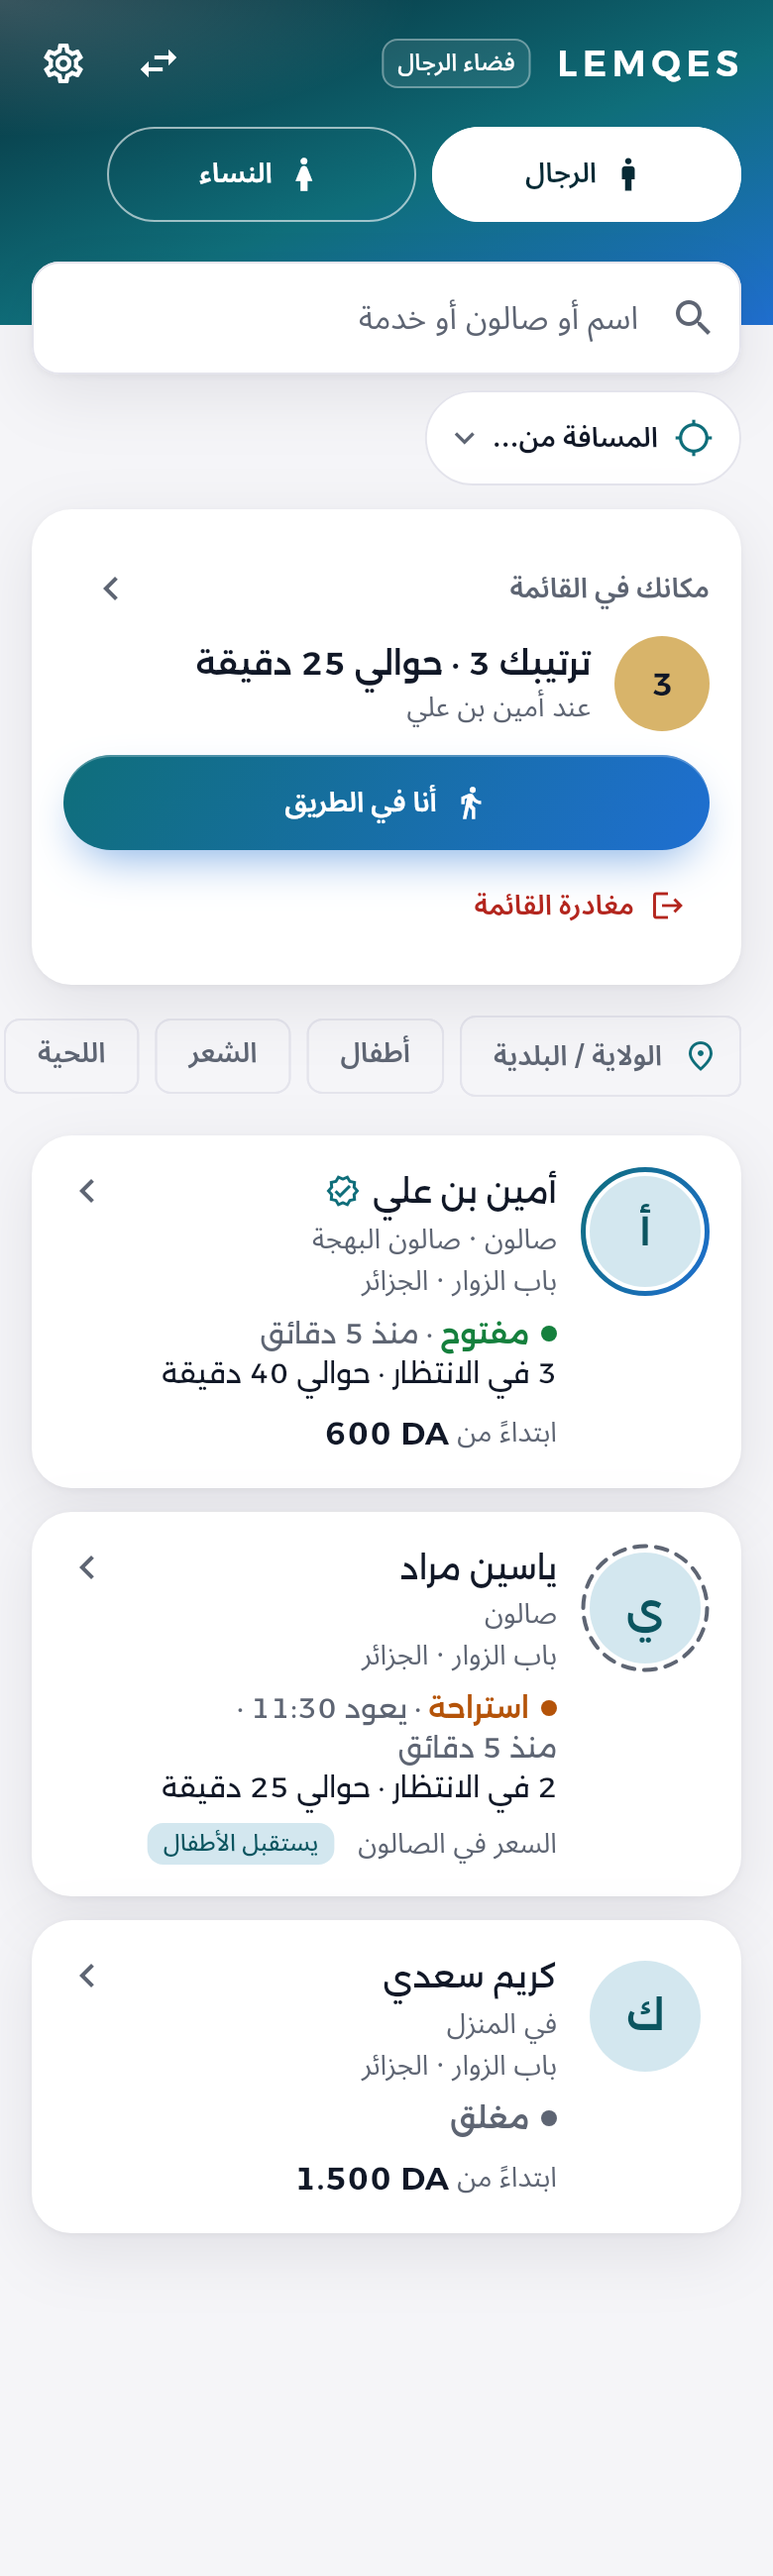 LEMQES فضاء الرجال
الرجال النساء
اسم أو صالون أو خدمة
المسافة من...
مكانك في القائمة
3
ترتيبك 3 · حوالي 25 دقيقة
عند أمين بن علي
أنا في الطريق
مغادرة القائمة
الولاية / البلدية أطفال الشعر اللحية
أ
أمين بن علي
صالون · صالون البهجة
باب الزوار · الجزائر
مفتوح · منذ 5 دقائق
3 في الانتظار · حوالي 40 دقيقة
ابتداءً من 600 DA
ي
ياسين مراد
صالون
باب الزوار · الجزائر
استراحة · يعود 11:30 ·
منذ 5 دقائق
2 في الانتظار · حوالي 25 دقيقة
السعر في الصالون يستقبل الأطفال
ك
كريم سعدي
في المنزل
باب الزوار · الجزائر
مغلق
ابتداءً من 1.500 DA